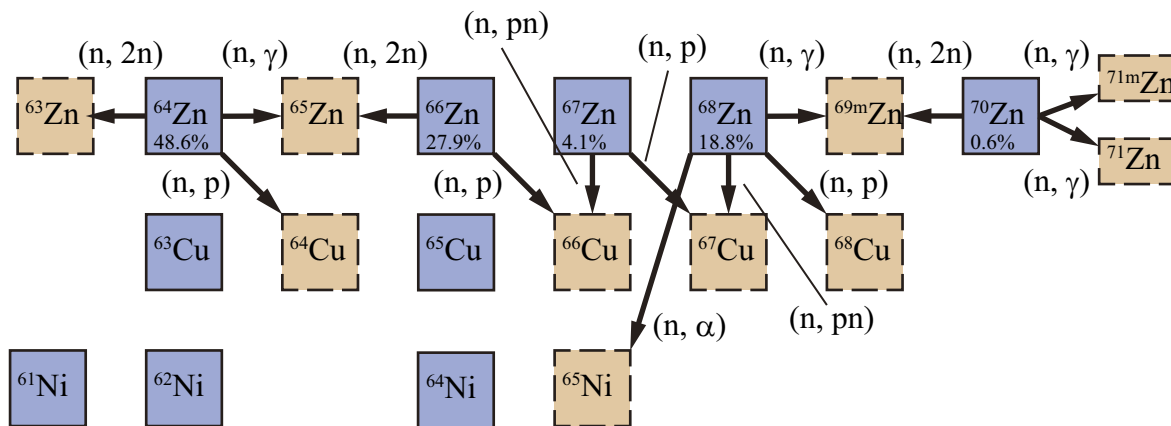 (n, pn)
(n, p)
(n, 2n)
(n, γ)
(n, 2n)
(n, γ)
(n, 2n)
(n, γ)
⁶³Zn
⁶⁴Zn
48.6%
⁶⁵Zn
⁶⁶Zn
27.9%
⁶⁷Zn
4.1%
⁶⁸Zn
18.8%
⁶⁹ᵐZn
⁷⁰Zn
0.6%
⁷¹ᵐZn
⁷¹Zn
(n, p)
(n, p)
(n, p)
(n, γ)
⁶³Cu
⁶⁴Cu
⁶⁵Cu
⁶⁶Cu
⁶⁷Cu
⁶⁸Cu
(n, α)
(n, pn)
⁶¹Ni
⁶²Ni
⁶⁴Ni
⁶⁵Ni